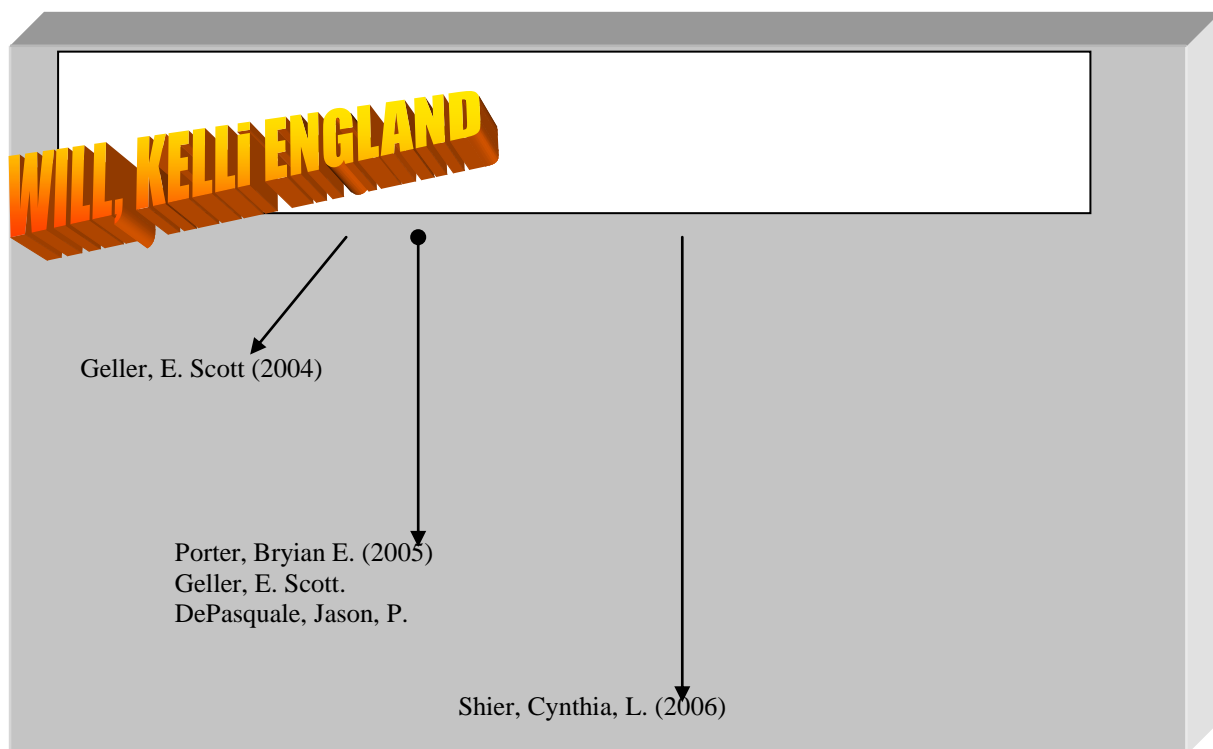 WILL, KELLi ENGLAND
Geller, E. Scott (2004)
Porter, Bryian E. (2005)
Geller, E. Scott.
DePasquale, Jason, P.
Shier, Cynthia, L. (2006)